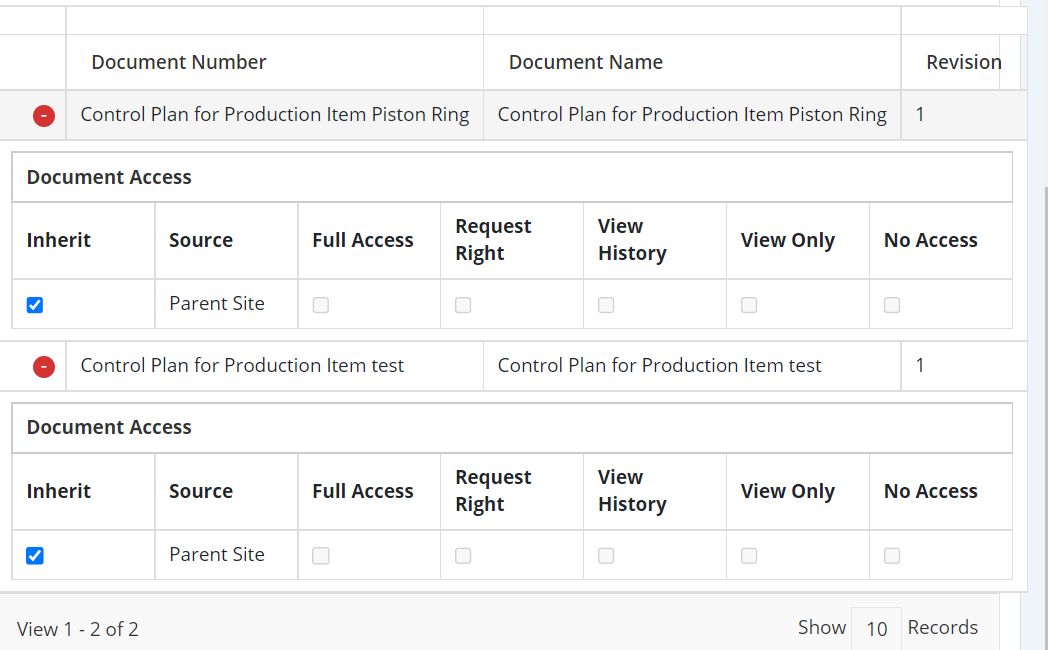 Document Number Document Name Revision
- Control Plan for Production Item Piston Ring Control Plan for Production Item Piston Ring 1
Document Access
Inherit Source Full Access Request Right View History View Only No Access
Parent Site
- Control Plan for Production Item test Control Plan for Production Item test 1
Document Access
Inherit Source Full Access Request Right View History View Only No Access
Parent Site
View 1 - 2 of 2 Show 10 Records